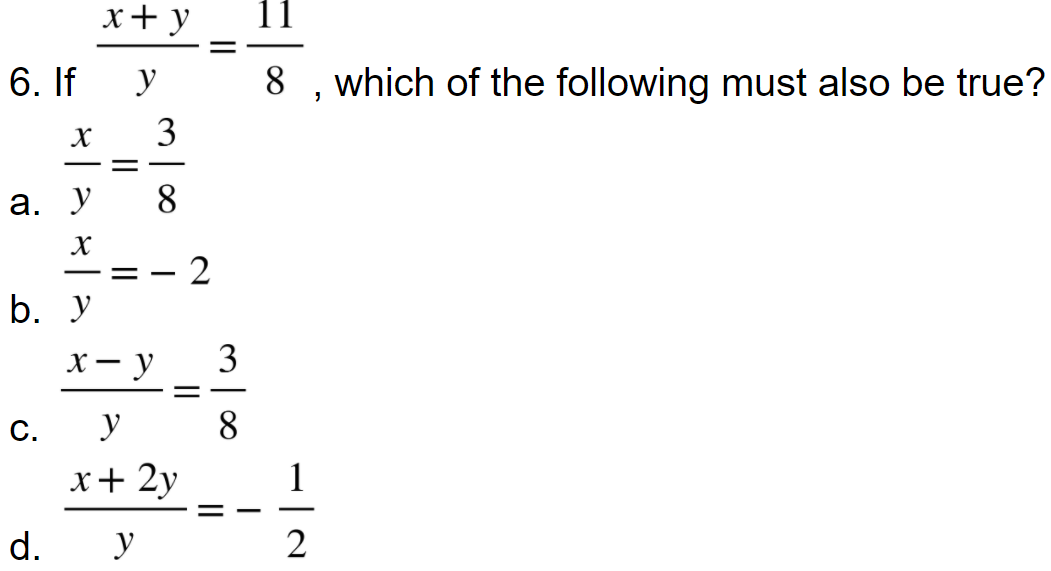 6. If \frac{x+y}{y} = \frac{11}{8} , which of the following must also be true?
a. \frac{x}{y} = \frac{3}{8}
b. \frac{x}{y} = -2
c. \frac{x-y}{y} = \frac{3}{8}
d. \frac{x+2y}{y} = -\frac{1}{2}